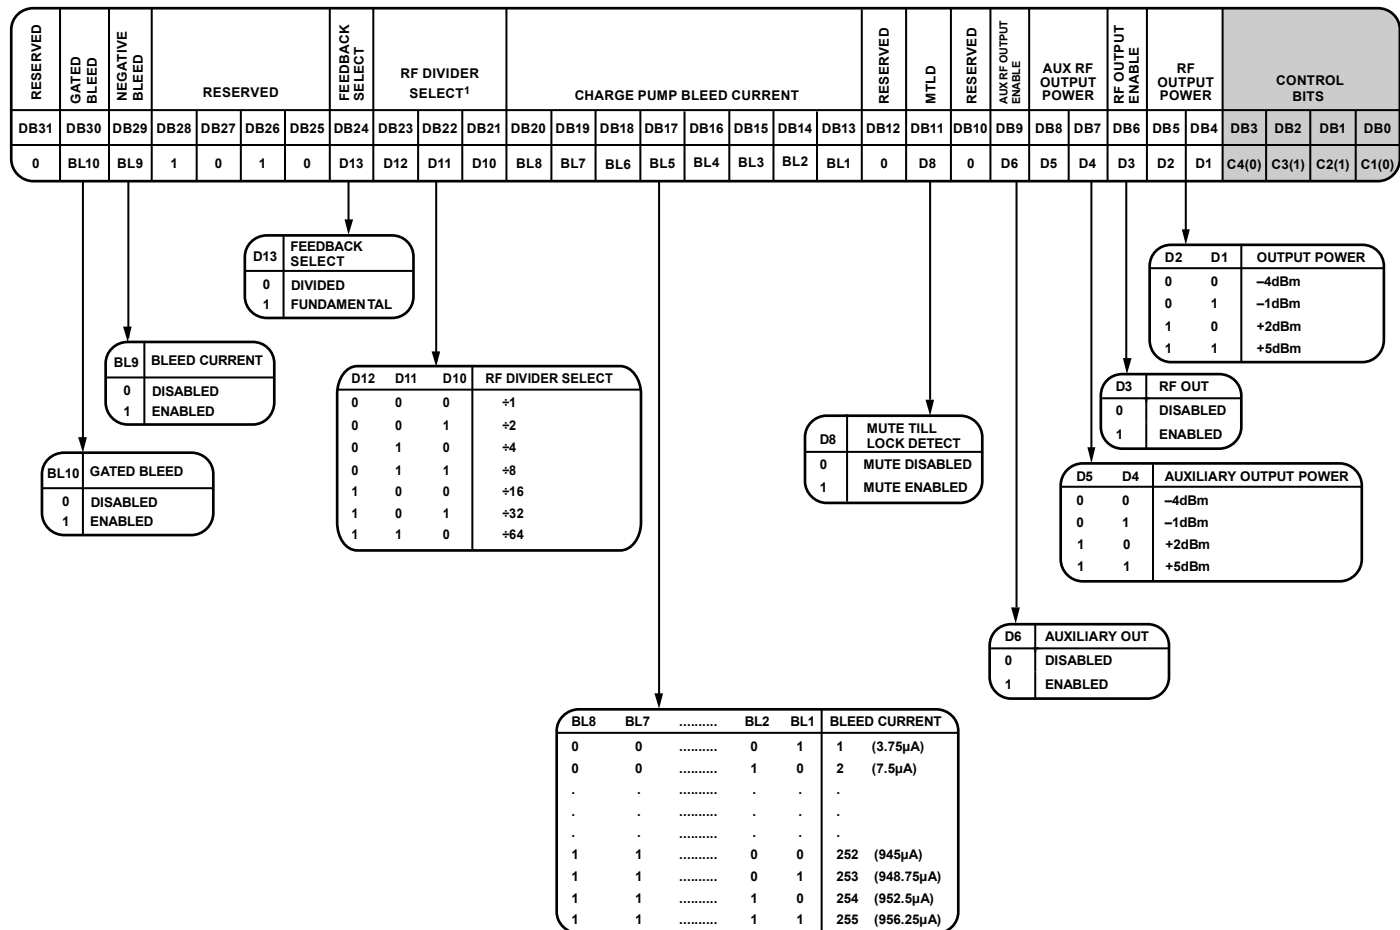 RESERVED
GATED BLEED
NEGATIVE BLEED
RESERVED
FEEDBACK SELECT
RF DIVIDER SELECT¹
CHARGE PUMP BLEED CURRENT
RESERVED
MTLD
RESERVED
AUX RF OUTPUT ENABLE
AUX RF OUTPUT POWER
RF OUTPUT ENABLE
RF OUTPUT POWER
CONTROL BITS
DB31 DB30 DB29 DB28 DB27 DB26 DB25 DB24 DB23 DB22 DB21 DB20 DB19 DB18 DB17 DB16 DB15 DB14 DB13 DB12 DB11 DB10 DB9 DB8 DB7 DB6 DB5 DB4 DB3 DB2 DB1 DB0
0 BL10 BL9 1 0 1 0 D13 D12 D11 D10 BL8 BL7 BL6 BL5 BL4 BL3 BL2 BL1 0 D8 0 D6 D5 D4 D3 D2 D1 C4(0) C3(1) C2(1) C1(0)
D13 FEEDBACK SELECT
0 DIVIDED
1 FUNDAMENTAL
D2 D1 OUTPUT POWER
0 0 –4dBm
0 1 –1dBm
1 0 +2dBm
1 1 +5dBm
BL9 BLEED CURRENT
0 DISABLED
1 ENABLED
D12 D11 D10 RF DIVIDER SELECT
0 0 0 ÷1
0 0 1 ÷2
0 1 0 ÷4
0 1 1 ÷8
1 0 0 ÷16
1 0 1 ÷32
1 1 0 ÷64
D3 RF OUT
0 DISABLED
1 ENABLED
D8 MUTE TILL LOCK DETECT
0 MUTE DISABLED
1 MUTE ENABLED
BL10 GATED BLEED
0 DISABLED
1 ENABLED
D5 D4 AUXILIARY OUTPUT POWER
0 0 –4dBm
0 1 –1dBm
1 0 +2dBm
1 1 +5dBm
D6 AUXILIARY OUT
0 DISABLED
1 ENABLED
BL8 BL7 .......... BL2 BL1 BLEED CURRENT
0 0 .......... 0 1 1 (3.75µA)
0 0 .......... 1 0 2 (7.5µA)
. . .......... . . .
. . .......... . . .
. . .......... . . .
1 1 .......... 0 0 252 (945µA)
1 1 .......... 0 1 253 (948.75µA)
1 1 .......... 1 0 254 (952.5µA)
1 1 .......... 1 1 255 (956.25µA)